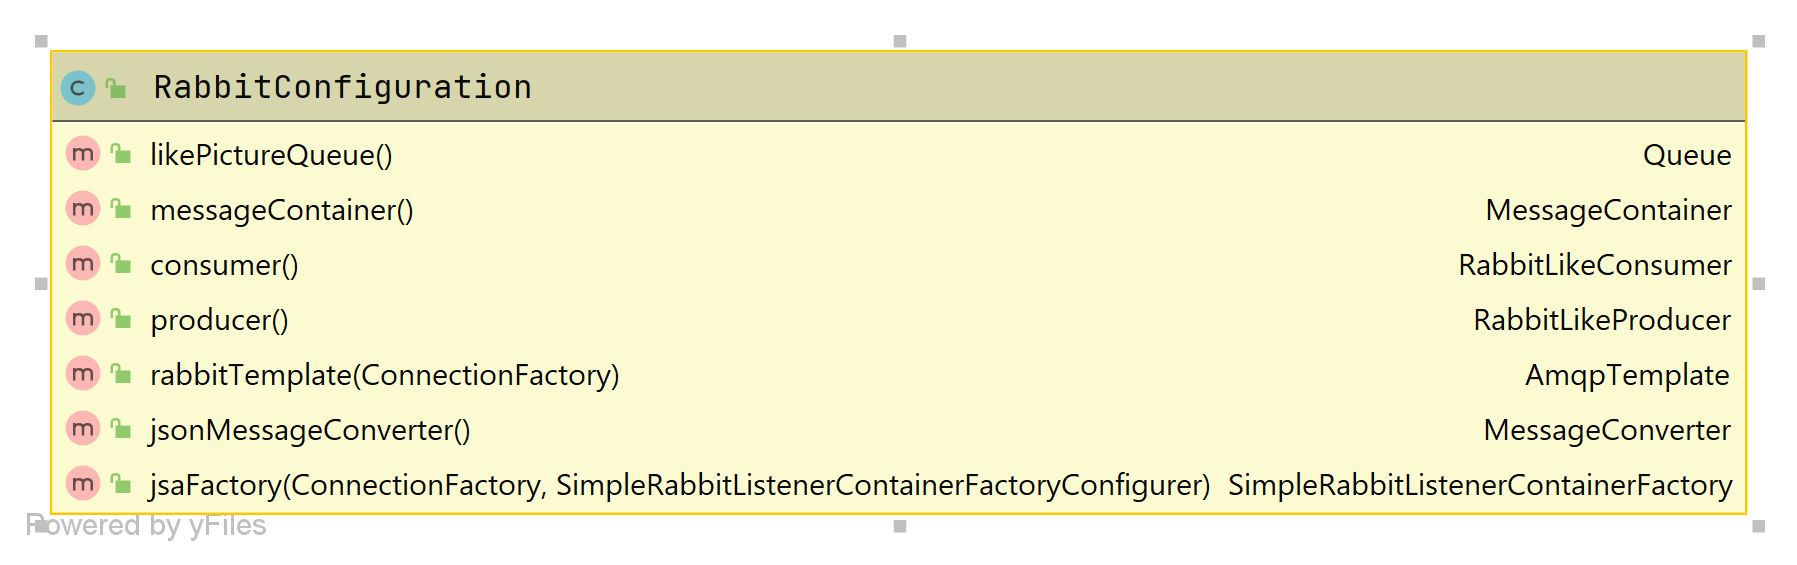 C RabbitConfiguration
m likePictureQueue() Queue
m messageContainer() MessageContainer
m consumer() RabbitLikeConsumer
m producer() RabbitLikeProducer
m rabbitTemplate(ConnectionFactory) AmqpTemplate
m jsonMessageConverter() MessageConverter
m jsaFactory(ConnectionFactory, SimpleRabbitListenerContainerFactoryConfigurer) SimpleRabbitListenerContainerFactory
Powered by yFiles